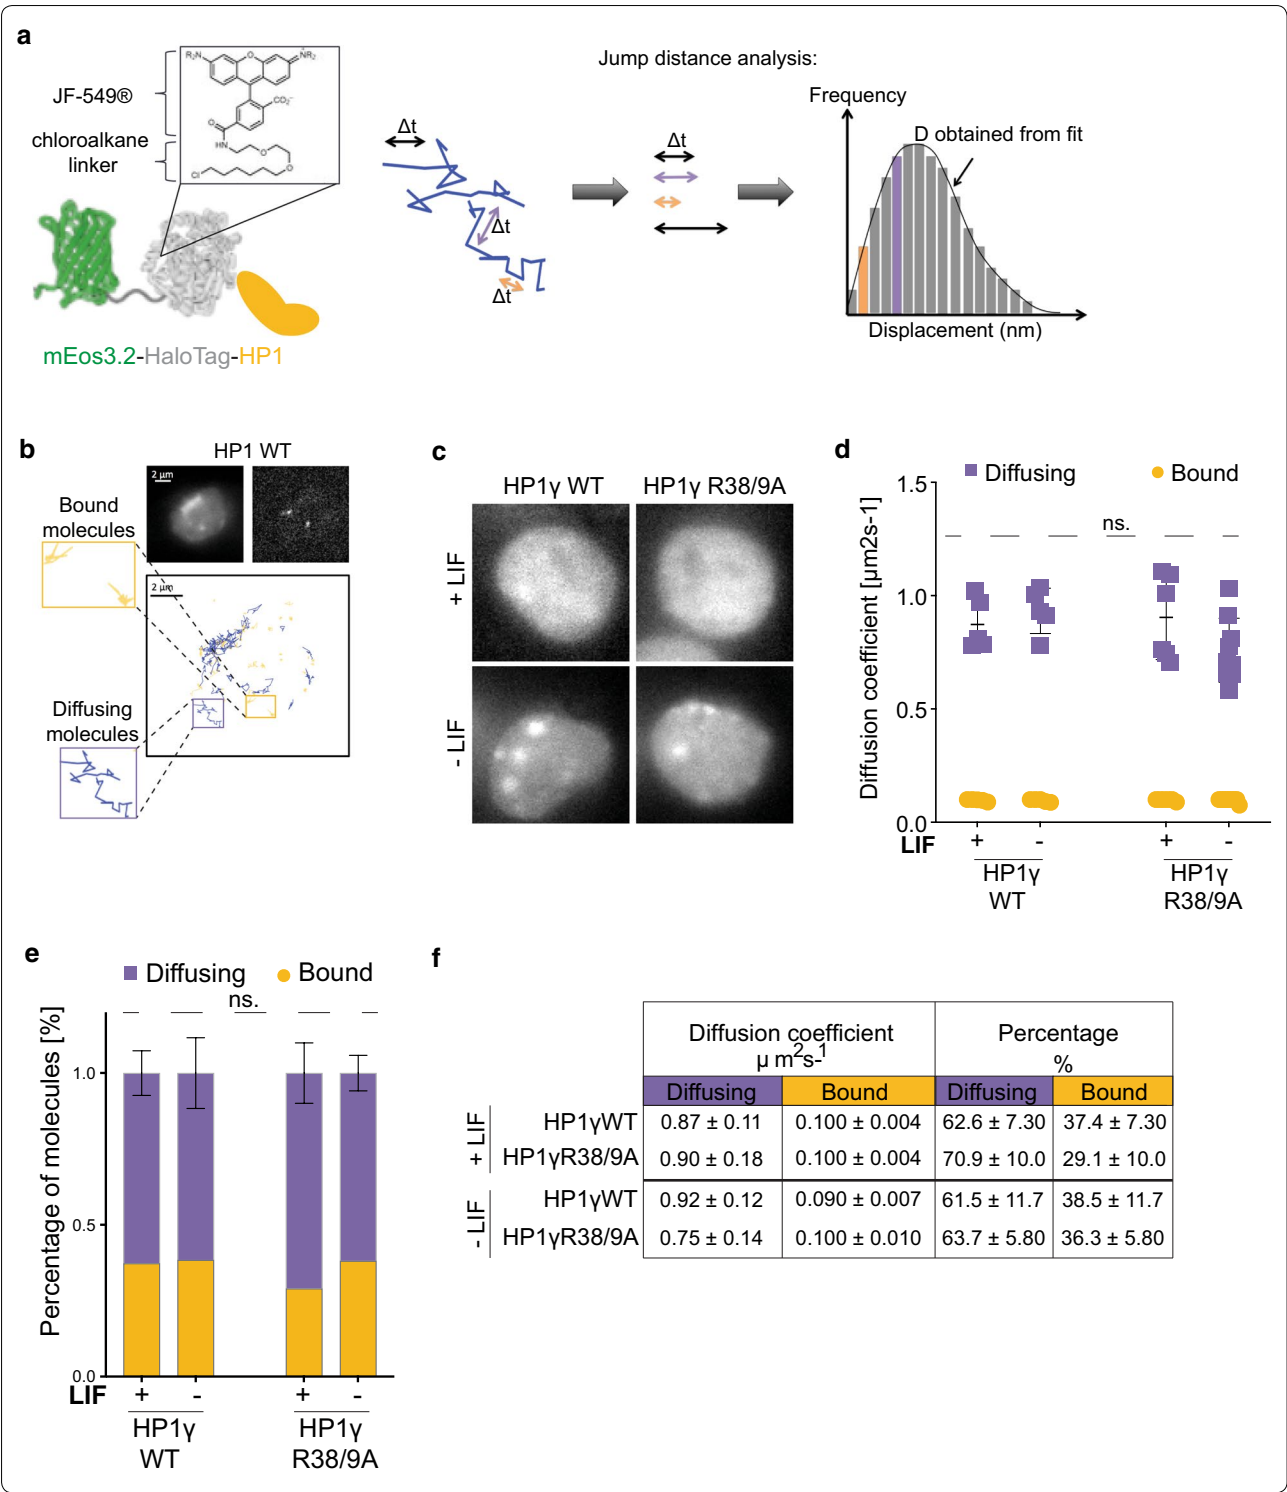 a
JF-549®
chloroalkane
linker
R₂N
O
NR₂
+
CO₂⁻
O
HN
O
O
Cl
mEos3.2-HaloTag-HP1
Δt
Δt
Δt
Jump distance analysis:
Δt
Frequency
D obtained from fit
Displacement (nm)
b
HP1 WT
2 µm
Bound
molecules
2 µm
Diffusing
molecules
c
HP1γ WT
HP1γ R38/9A
+ LIF
- LIF
d
Diffusing
Bound
Diffusion coefficient [µm2s-1]
1.5
1.0
0.5
0.0
ns.
LIF + - + -
HP1γ
WT
HP1γ
R38/9A
e
Diffusing
Bound
ns.
Percentage of molecules [%]
1.0
0.5
0.0
LIF + - + -
HP1γ
WT
HP1γ
R38/9A
f
Diffusion coefficient
µ m²s-¹
Percentage
%
Diffusing Bound Diffusing Bound
+ LIF
HP1γWT 0.87 ± 0.11 0.100 ± 0.004 62.6 ± 7.30 37.4 ± 7.30
HP1γR38/9A 0.90 ± 0.18 0.100 ± 0.004 70.9 ± 10.0 29.1 ± 10.0
- LIF
HP1γWT 0.92 ± 0.12 0.090 ± 0.007 61.5 ± 11.7 38.5 ± 11.7
HP1γR38/9A 0.75 ± 0.14 0.100 ± 0.010 63.7 ± 5.80 36.3 ± 5.80